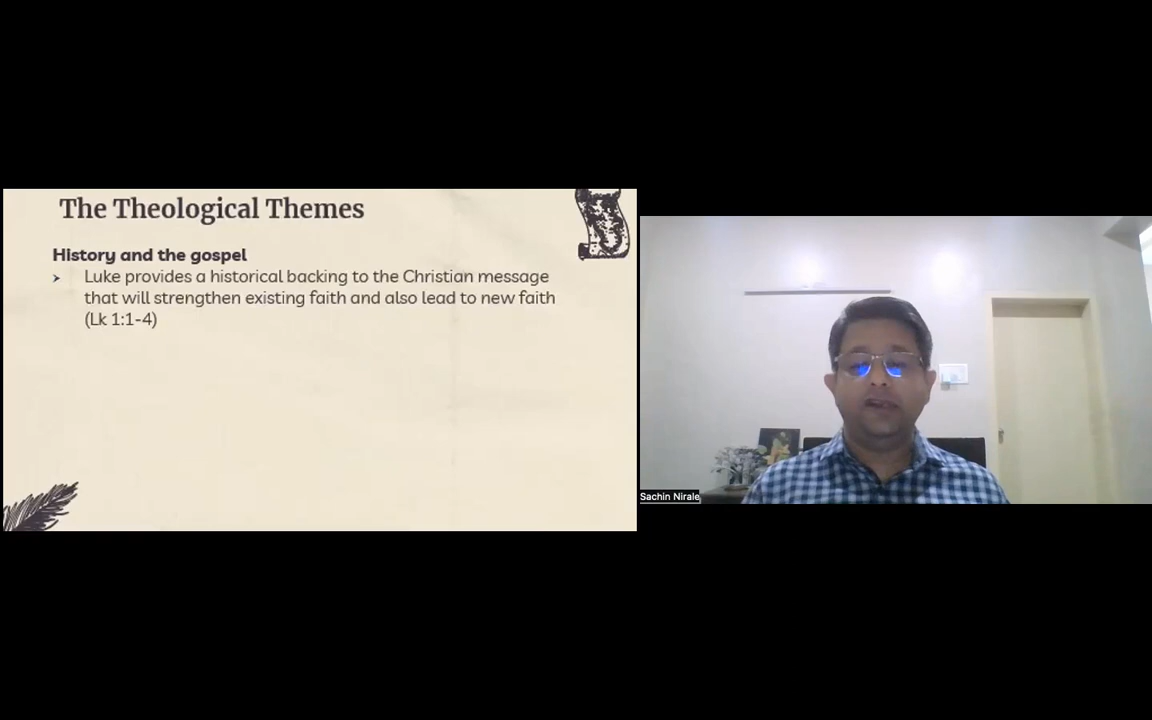 The Theological Themes
History and the gospel
➤ Luke provides a historical backing to the Christian message
that will strengthen existing faith and also lead to new faith
(Lk 1:1-4)
Sachin Nirale